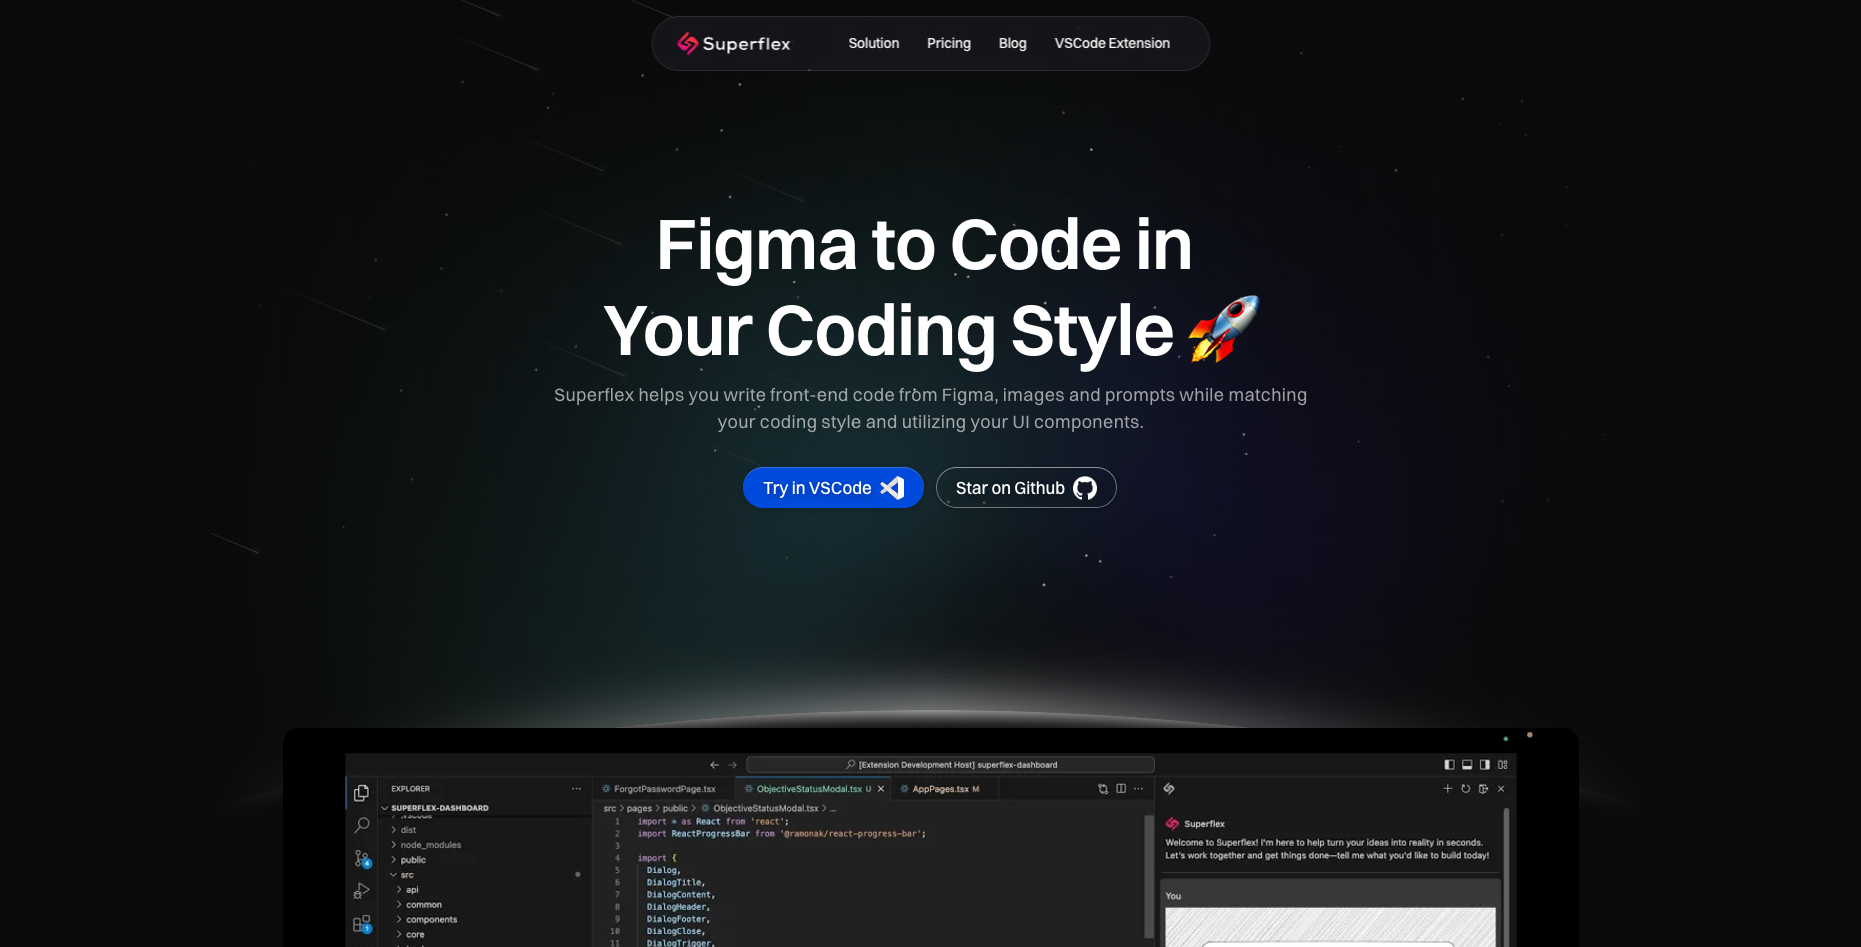 Superflex
Solution
Pricing
Blog
VSCode Extension
Figma to Code in
Your Coding Style 🚀
Superflex helps you write front-end code from Figma, images and prompts while matching
your coding style and utilizing your UI components.
Try in VSCode
Star on Github
[Extension Development Host] superflex-dashboard
EXPLORER
SUPERFLEX-DASHBOARD
.vscode
dist
node_modules
public
src
api
common
components
core
4
1
ForgotPasswordPage.tsx
ObjectiveStatusModal.tsx U
AppPages.tsx M
src > pages > public > ObjectiveStatusModal.tsx > ...
1 import * as React from 'react';
2 import ReactProgressBar from '@ramonak/react-progress-bar';
3
4 import {
5 Dialog,
6 DialogTitle,
7 DialogContent,
8 DialogHeader,
9 DialogFooter,
10 DialogClose,
11 DialogTrigger,
Superflex
Welcome to Superflex! I'm here to help turn your ideas into reality in seconds.
Let's work together and get things done—tell me what you'd like to build today!
You